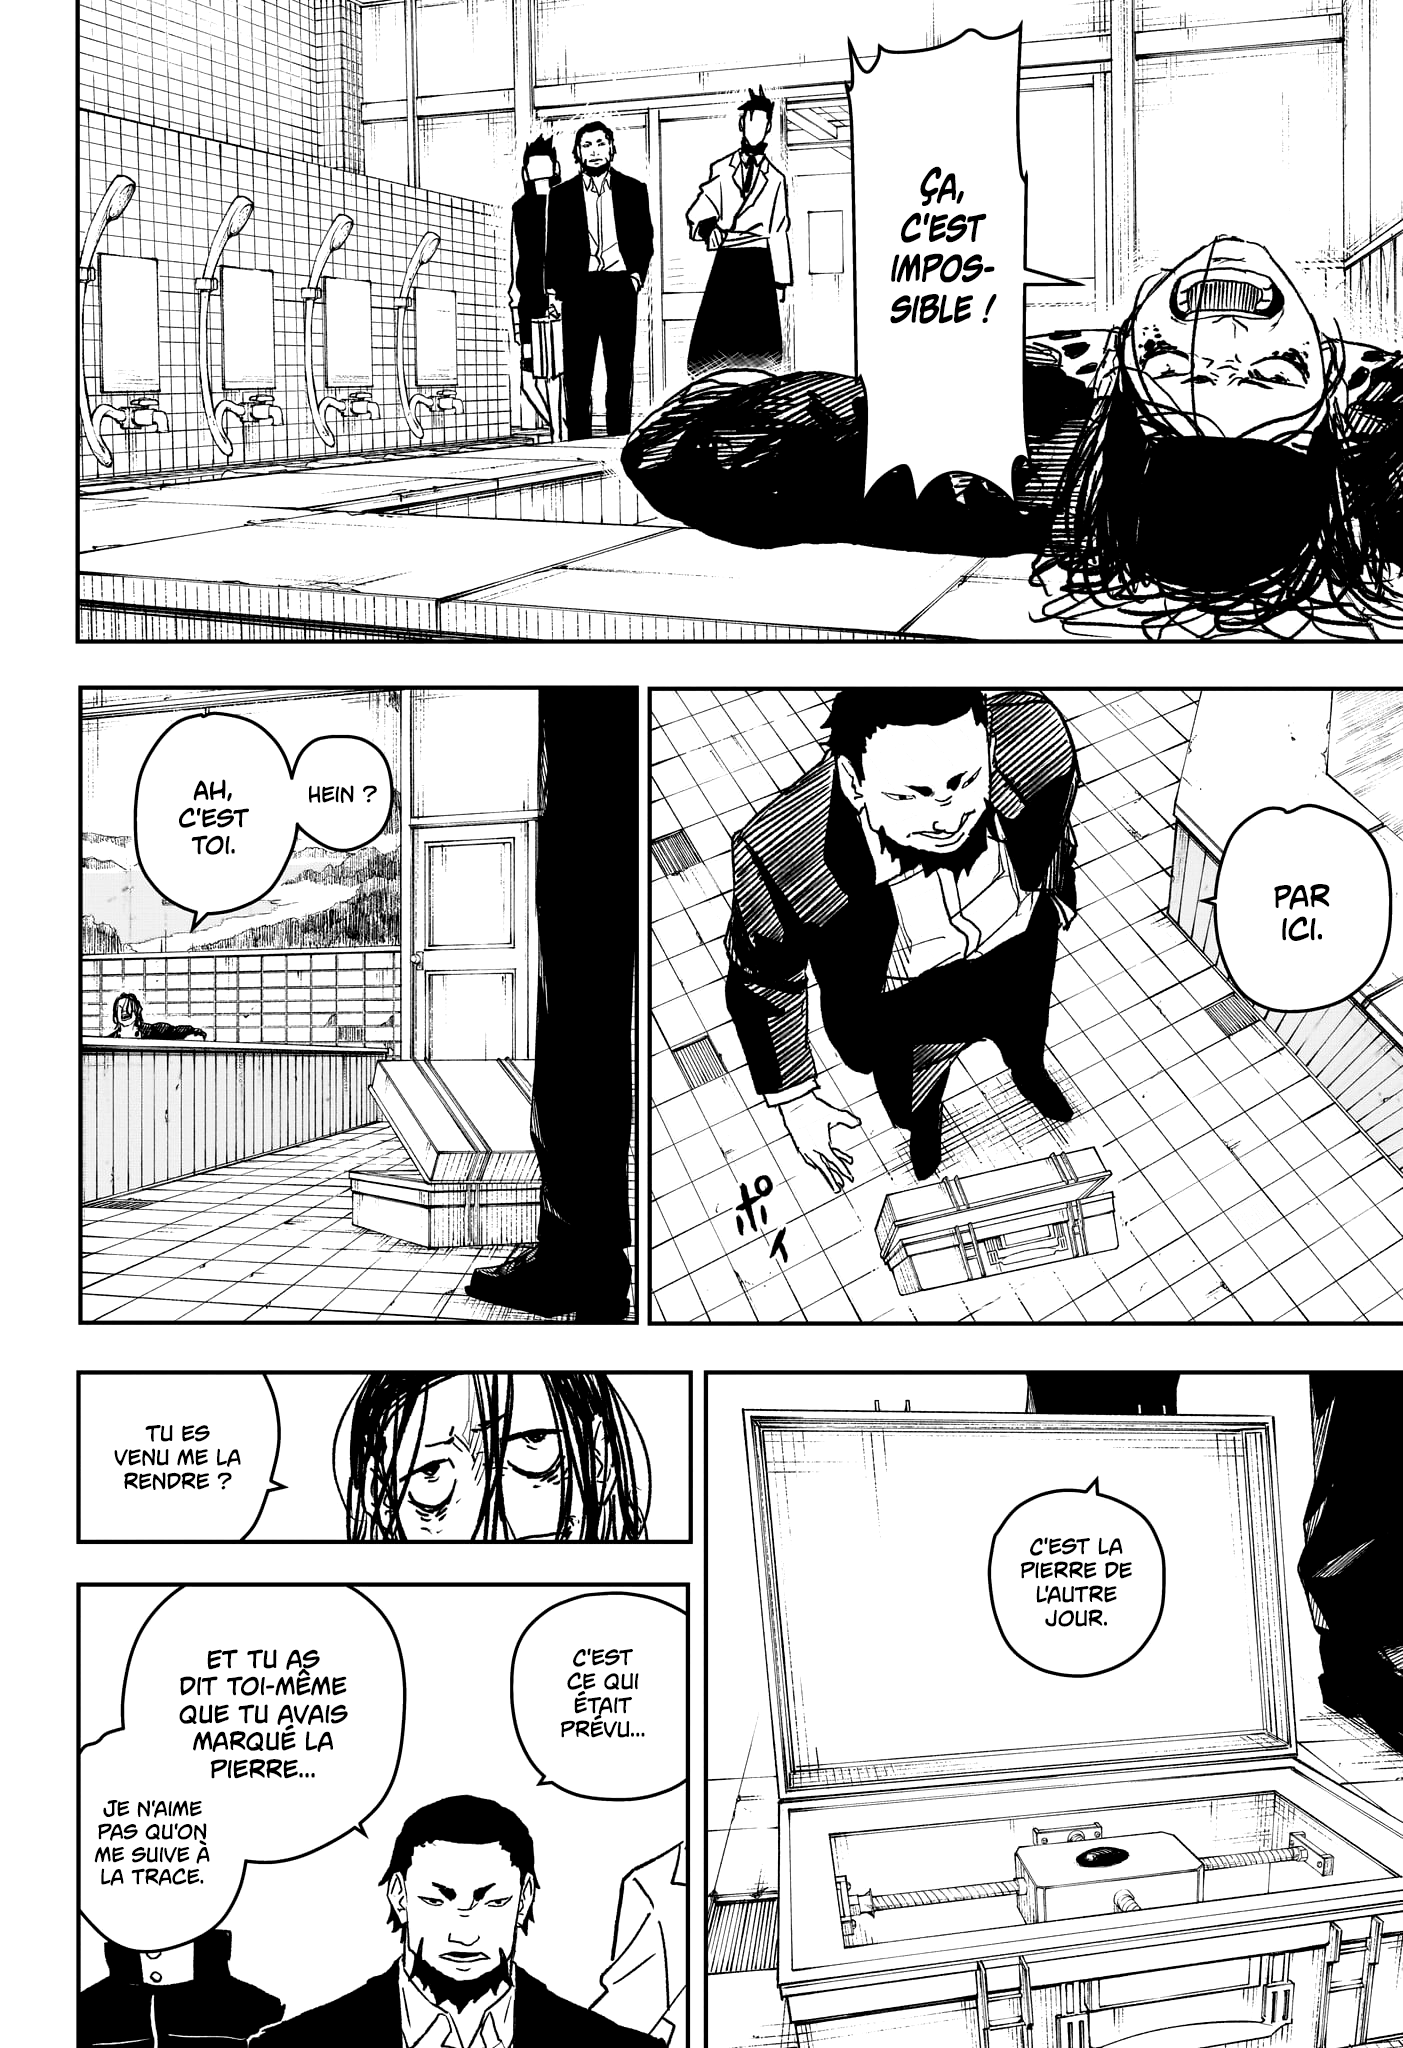 ÇA,
C'EST
IMPOS-
SIBLE !
PAR
ICI.
ポイ
HEIN ?
AH,
C'EST
TOI.
C'EST LA
PIERRE DE
L'AUTRE
JOUR.
TU ES
VENU ME LA
RENDRE ?
C'EST
CE QUI
ÉTAIT
PRÉVU...
ET TU AS
DIT TOI-MÊME
QUE TU AVAIS
MARQUÉ LA
PIERRE...
JE N'AIME
PAS QU'ON
ME SUIVE À
LA TRACE.